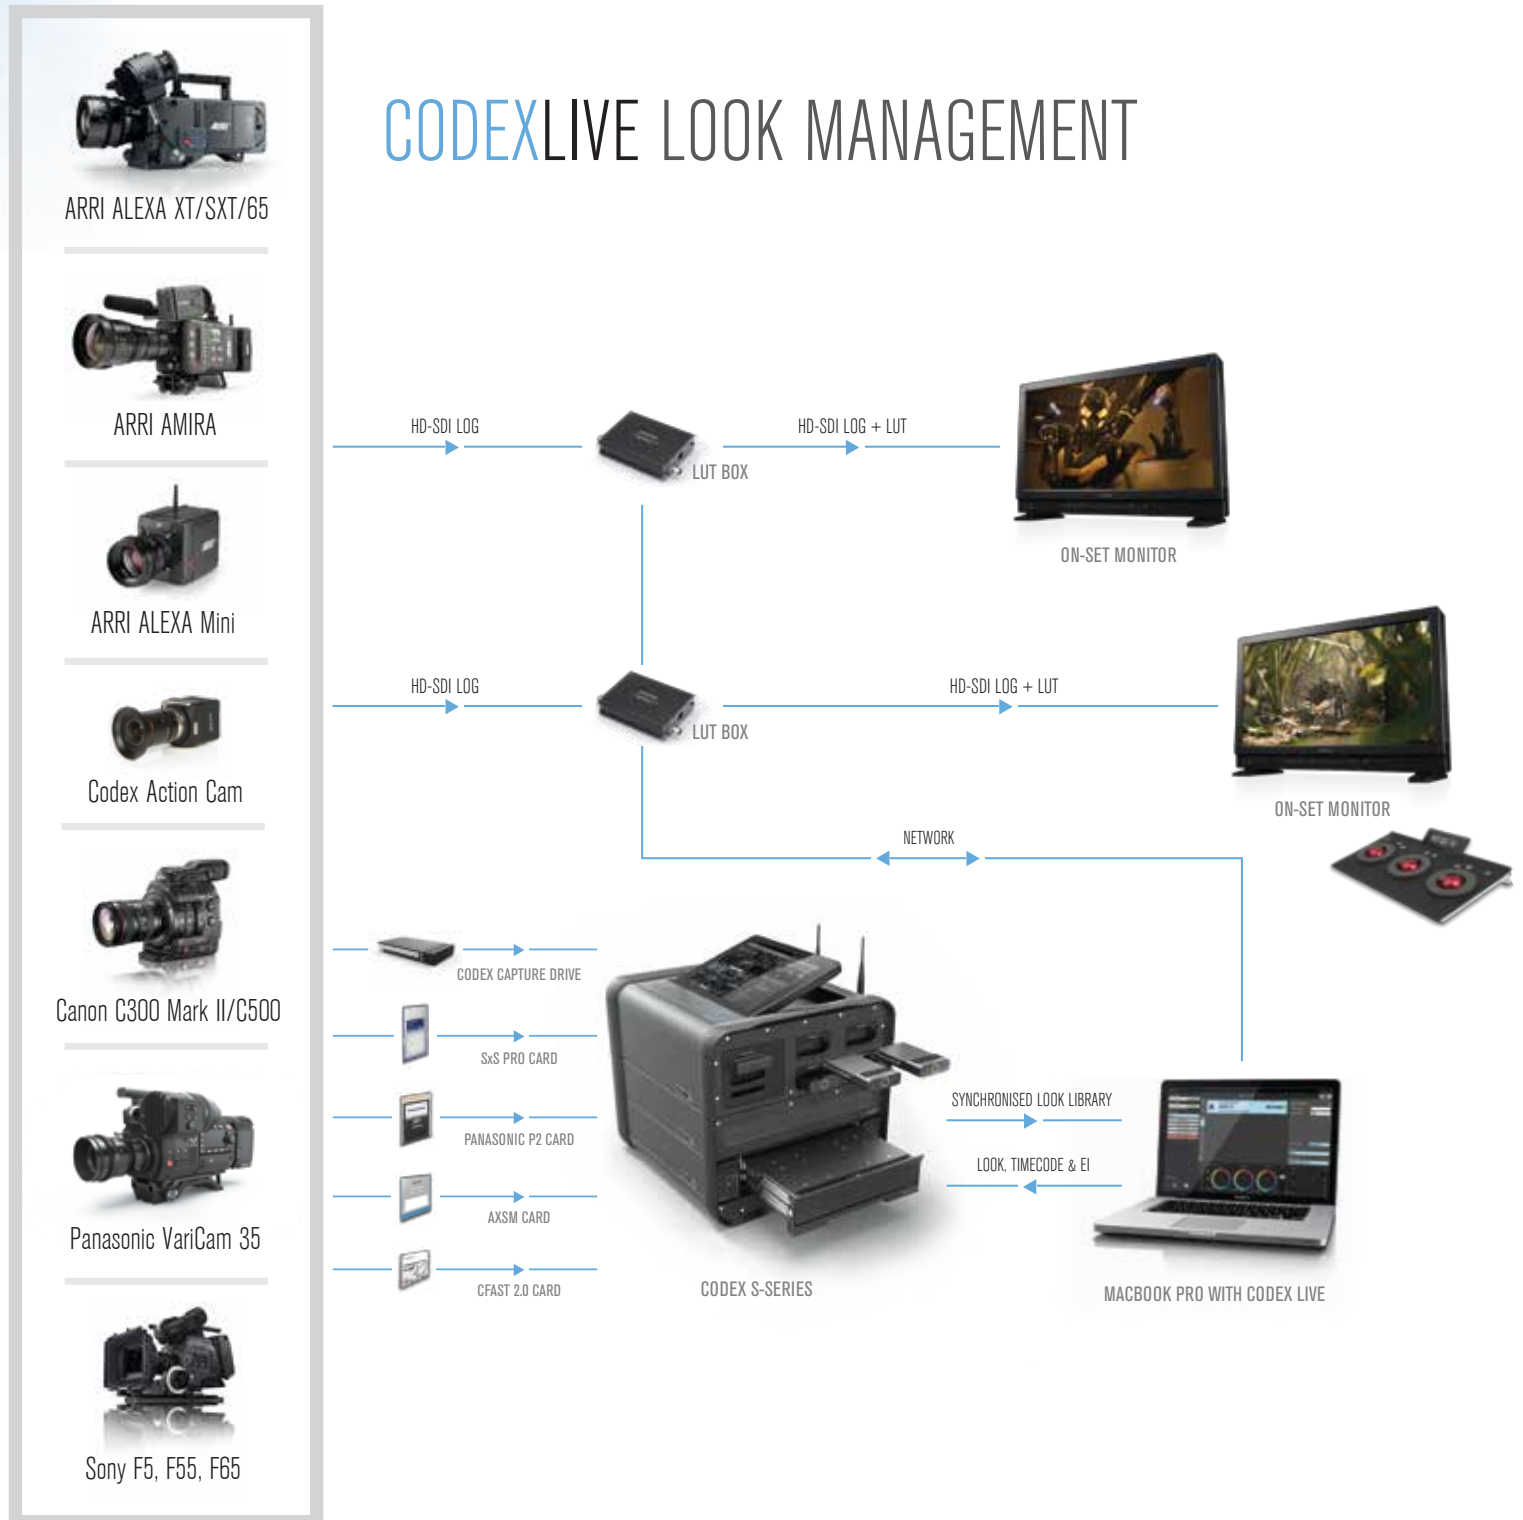 CODEXLIVE LOOK MANAGEMENT
ARRI ALEXA XT/SXT/65
ARRI AMIRA
ARRI ALEXA Mini
Codex Action Cam
Canon C300 Mark II/C500
Panasonic VariCam 35
Sony F5, F55, F65
HD-SDI LOG
LUT BOX
HD-SDI LOG + LUT
ON-SET MONITOR
HD-SDI LOG
LUT BOX
HD-SDI LOG + LUT
ON-SET MONITOR
NETWORK
CODEX CAPTURE DRIVE
SxS PRO CARD
PANASONIC P2 CARD
AXSM CARD
CFAST 2.0 CARD
CODEX S-SERIES
SYNCHRONISED LOOK LIBRARY
LOOK, TIMECODE & EI
MACBOOK PRO WITH CODEX LIVE